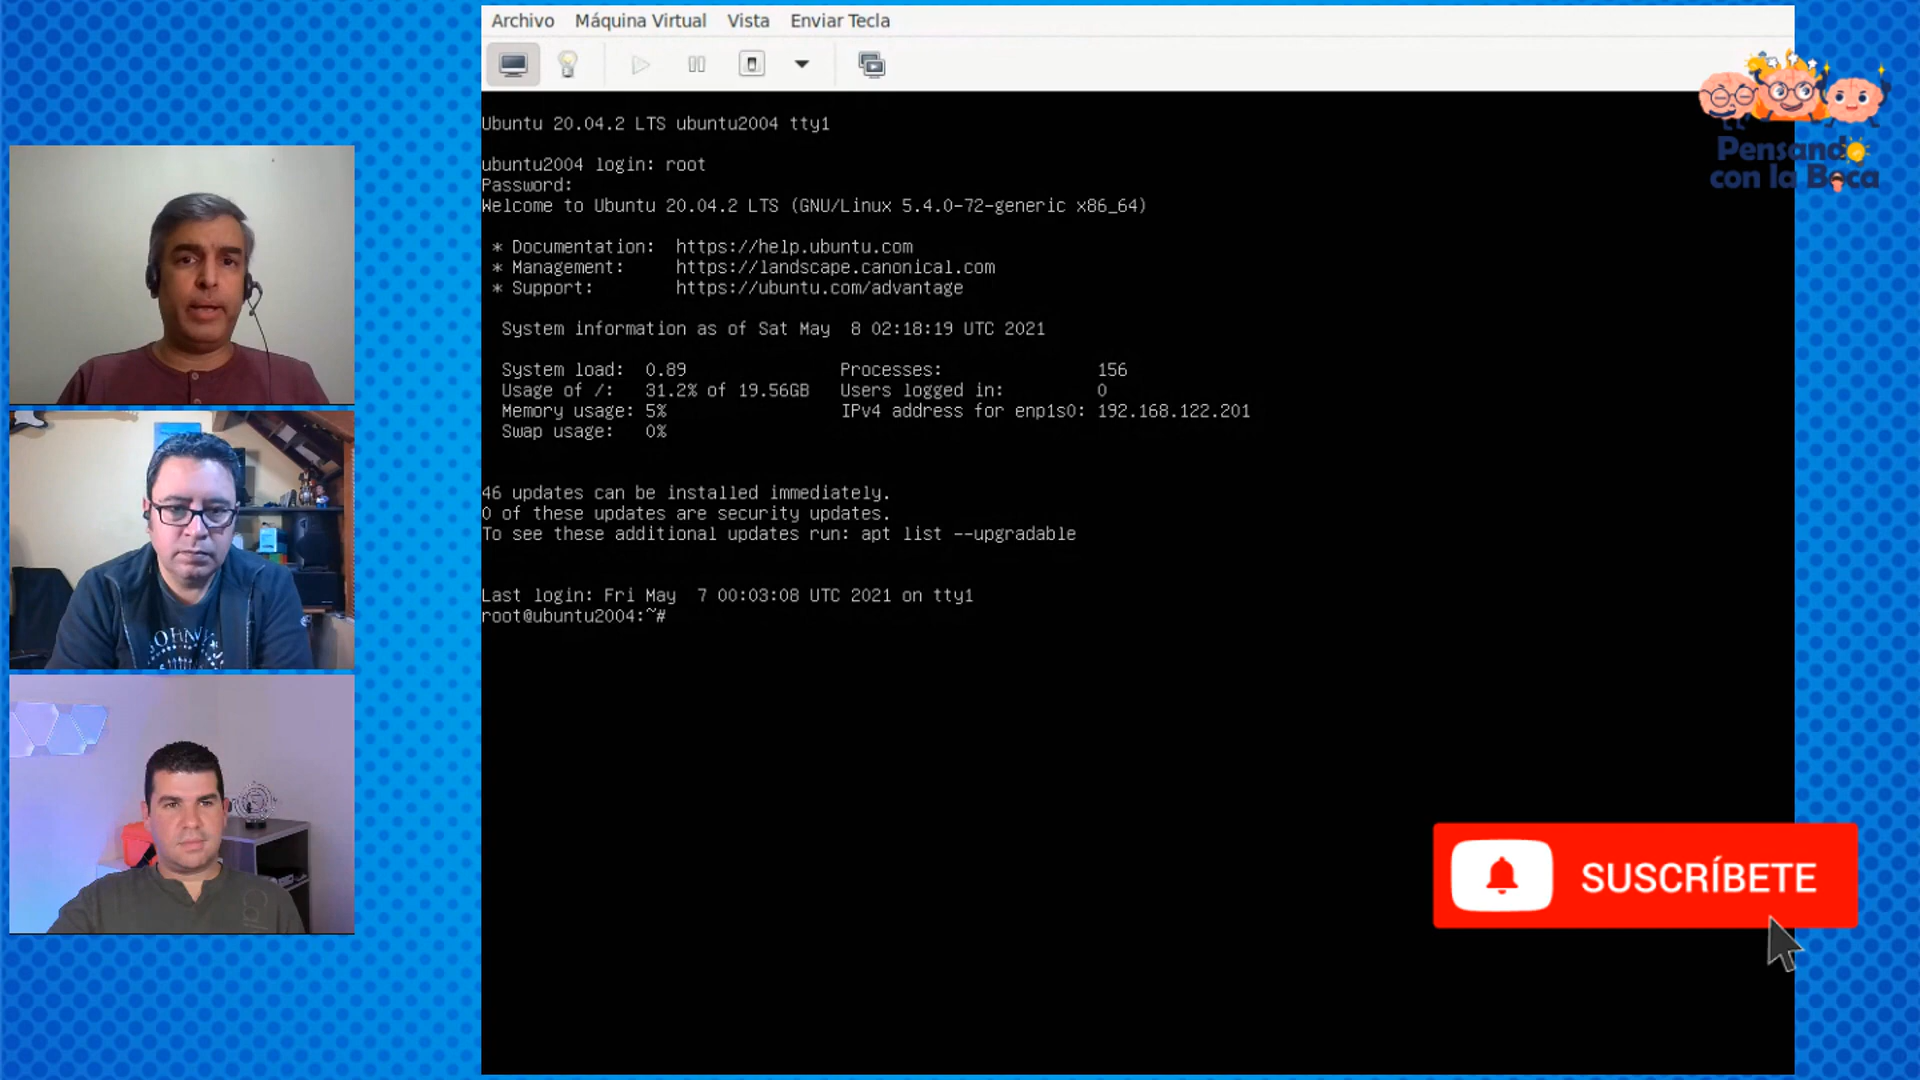 Archivo Máquina Virtual Vista Enviar Tecla
Ubuntu 20.04.2 LTS ubuntu2004 tty1
ubuntu2004 login: root
Password:
Welcome to Ubuntu 20.04.2 LTS (GNU/Linux 5.4.0-72-generic x86_64)
* Documentation: https://help.ubuntu.com
* Management: https://landscape.canonical.com
* Support: https://ubuntu.com/advantage
System information as of Sat May 8 02:18:19 UTC 2021
System load: 0.89 Processes: 156
Usage of /: 31.2% of 19.56GB Users logged in: 0
Memory usage: 5% IPv4 address for enp1s0: 192.168.122.201
Swap usage: 0%
46 updates can be installed immediately.
0 of these updates are security updates.
To see these additional updates run: apt list --upgradable
Last login: Fri May 7 00:03:08 UTC 2021 on tty1
root@ubuntu2004:~#
Pensando
con la Boca
SUSCRÍBETE